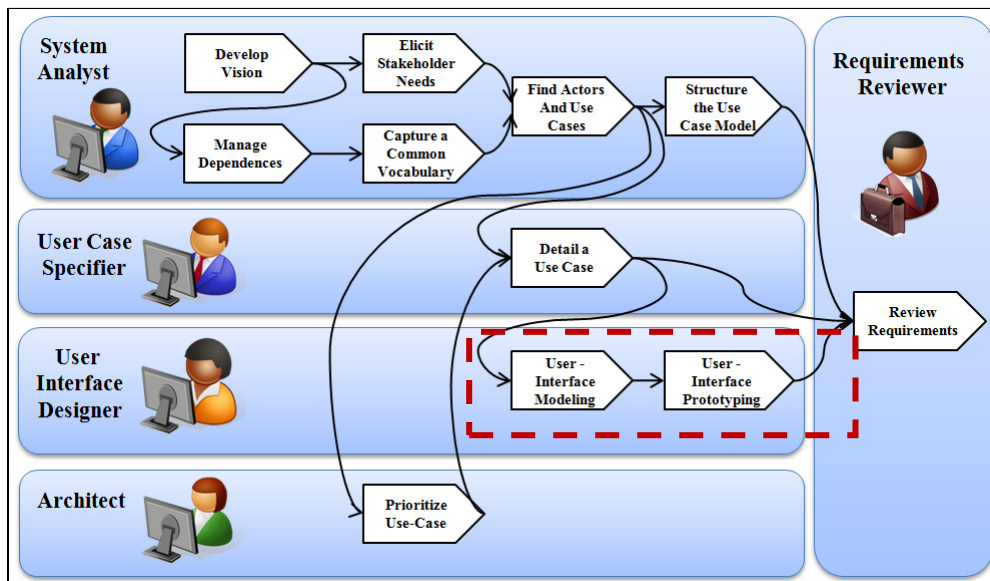 System
Analyst
Develop
Vision
Elicit
Stakeholder
Needs
Find Actors
And Use
Cases
Structure
the Use
Case Model
Manage
Dependences
Capture a
Common
Vocabulary
Requirements
Reviewer
User Case
Specifier
Detail a
Use Case
Review
Requirements
User
Interface
Designer
User -
Interface
Modeling
User -
Interface
Prototyping
Architect
Prioritize
Use-Case